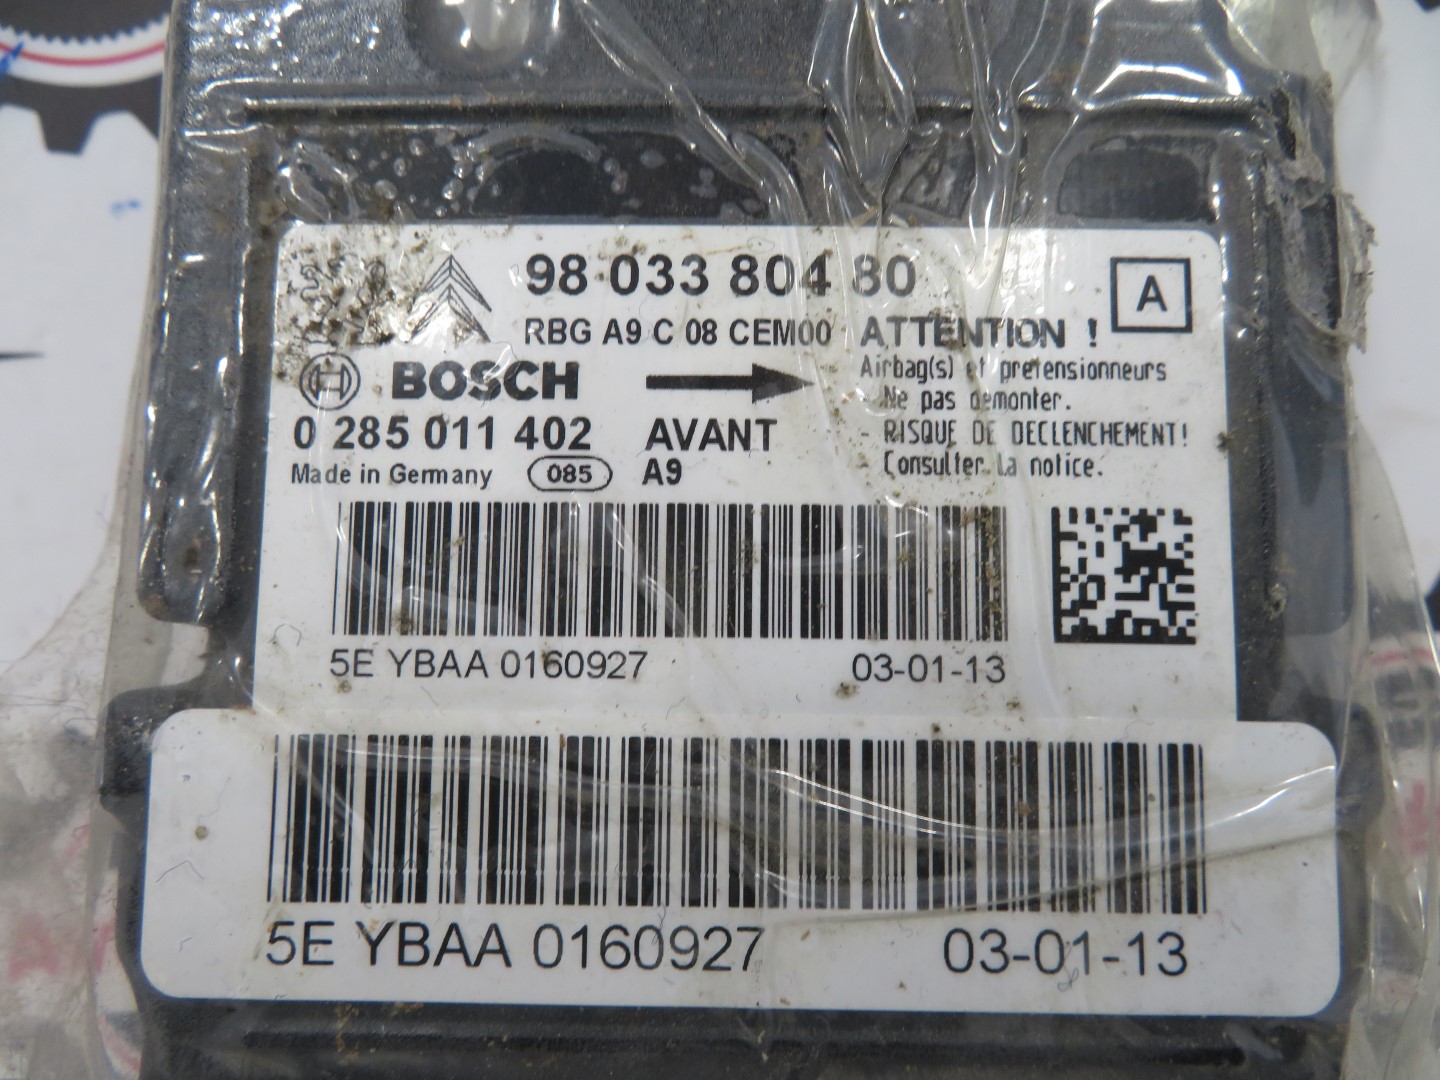 98 033 804 80
A
RBG A9 C 08 CEM00
ATTENTION !
Airbag(s) et pretensionneurs
- Ne pas demonter.
- RISQUE DE DECLENCHEMENT!
- Consulter la notice.
BOSCH
0 285 011 402
AVANT
Made in Germany
085
A9
5E YBAA 0160927
03-01-13
5E YBAA 0160927
03-01-13